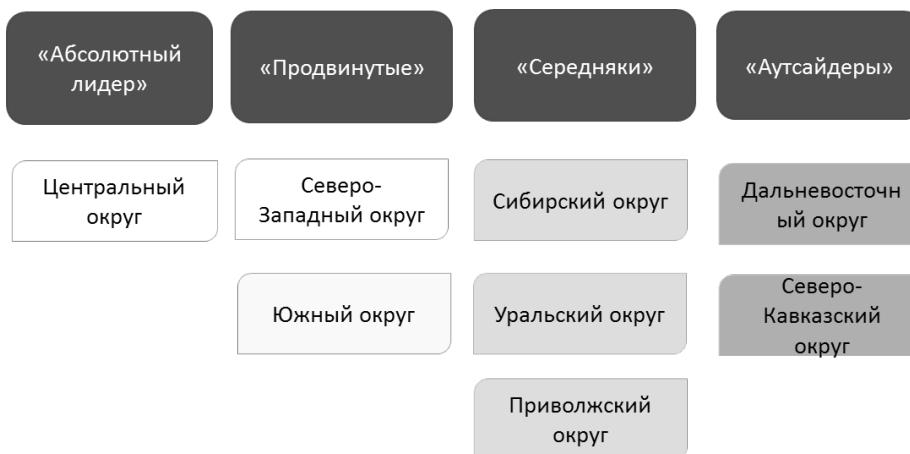 «Абсолютный
лидер»
«Продвинутые»
«Середняки»
«Аутсайдеры»
Центральный
округ
Северо-
Западный округ
Сибирский округ
Дальневосточн
ый округ
Южный округ
Уральский округ
Северо-
Кавказский
округ
Приволжский
округ